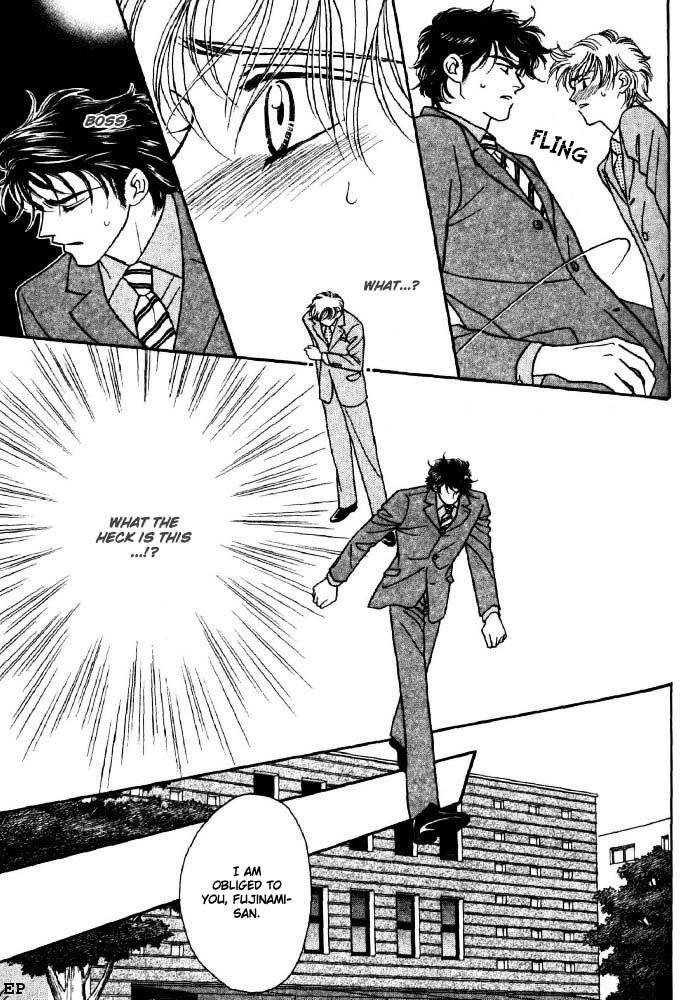 FLING
WHAT...?
BOSS
WHAT THE
HECK IS THIS
...!?
I AM
OBLIGED TO
YOU, FUJINAMI-
SAN.
EP